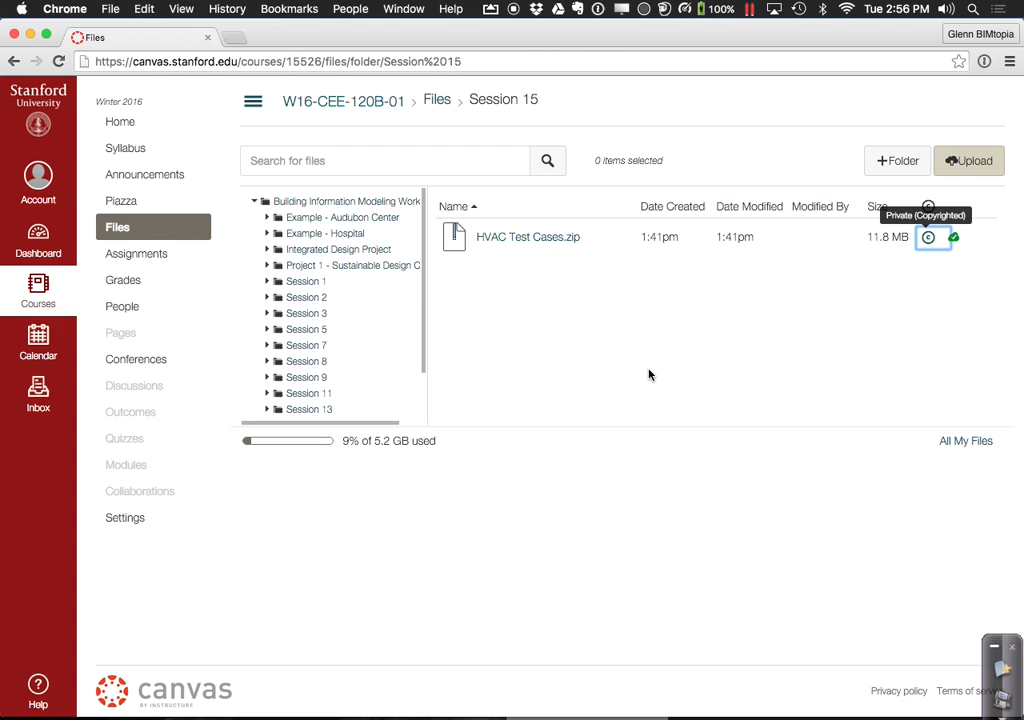 Chrome File Edit View History Bookmarks People Window Help 100% Tue 2:56 PM
Files
Glenn BIMtopia
https://canvas.stanford.edu/courses/15526/files/folder/Session%2015
Stanford
University
Account
Dashboard
Courses
Calendar
Inbox
Help
Winter 2016
Home
Syllabus
Announcements
Piazza
Files
Assignments
Grades
People
Pages
Conferences
Discussions
Outcomes
Quizzes
Modules
Collaborations
Settings
W16-CEE-120B-01 › Files › Session 15
Search for files
0 items selected
+Folder
Upload
Building Information Modeling Work
Example - Audubon Center
Example - Hospital
Integrated Design Project
Project 1 - Sustainable Design C
Session 1
Session 2
Session 3
Session 5
Session 7
Session 8
Session 9
Session 11
Session 13
Name Date Created Date Modified Modified By Size
Private (Copyrighted)
HVAC Test Cases.zip 1:41pm 1:41pm 11.8 MB
9% of 5.2 GB used
All My Files
canvas
BY INSTRUCTURE
Privacy policy Terms of